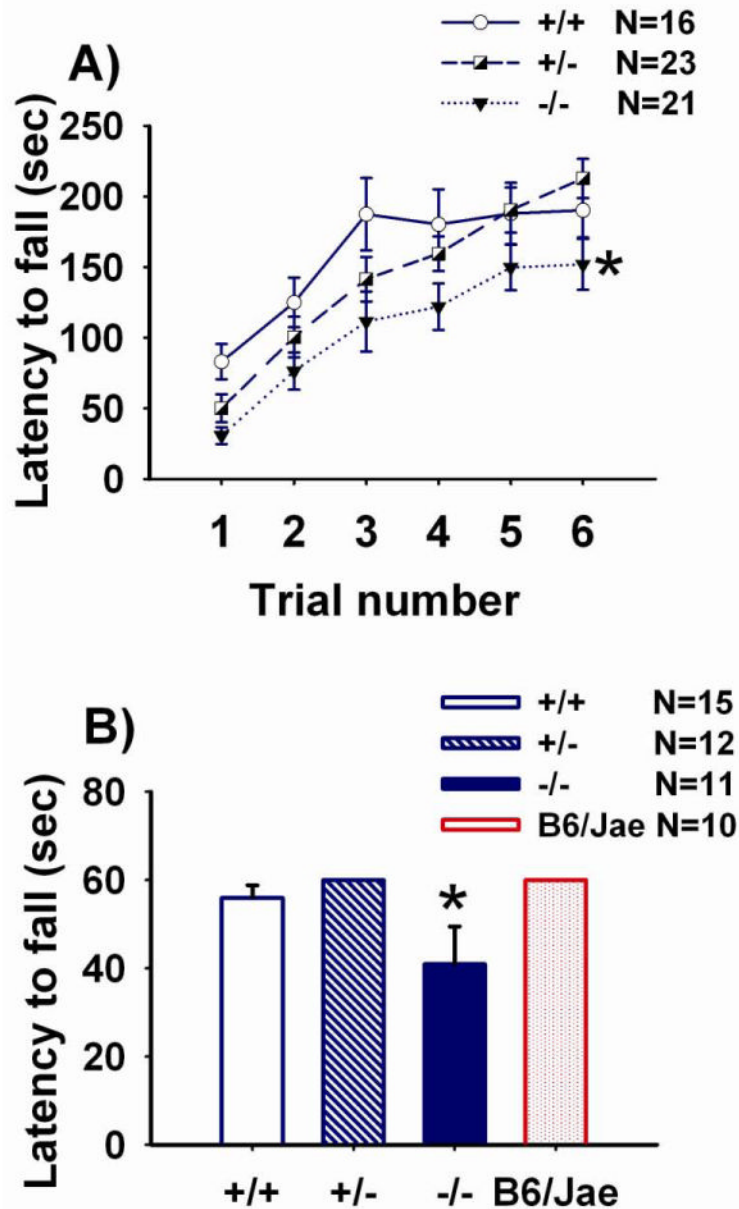 A)
+/+ N=16
+/- N=23
-/- N=21
Latency to fall (sec)
250
200
150
100
50
0
*
1 2 3 4 5 6
Trial number
B)
+/+ N=15
+/- N=12
-/- N=11
B6/Jae N=10
Latency to fall (sec)
80
60
40
20
0
*
+/+ +/- -/- B6/Jae